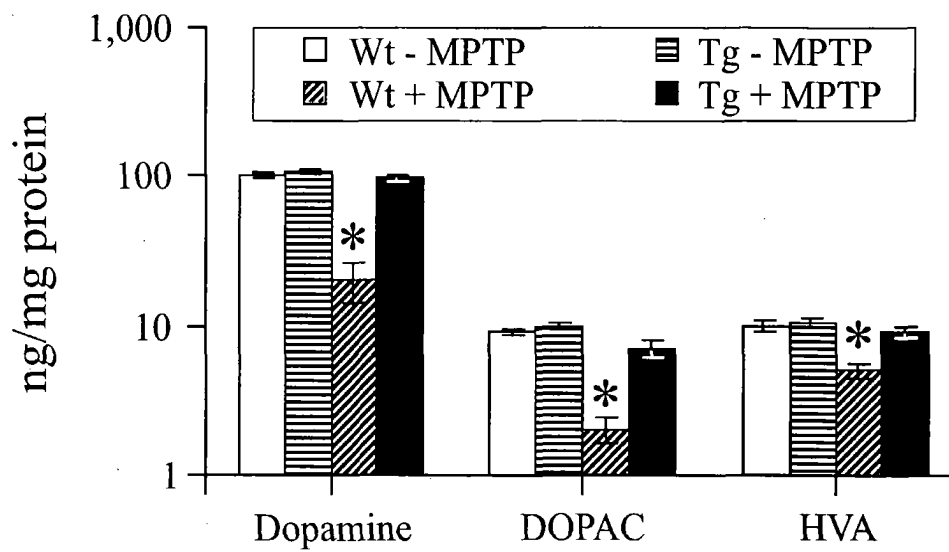 1,000
Wt - MPTP
Tg - MPTP
Wt + MPTP
Tg + MPTP
ng/mg protein
100
*
10
*
*
1
Dopamine
DOPAC
HVA